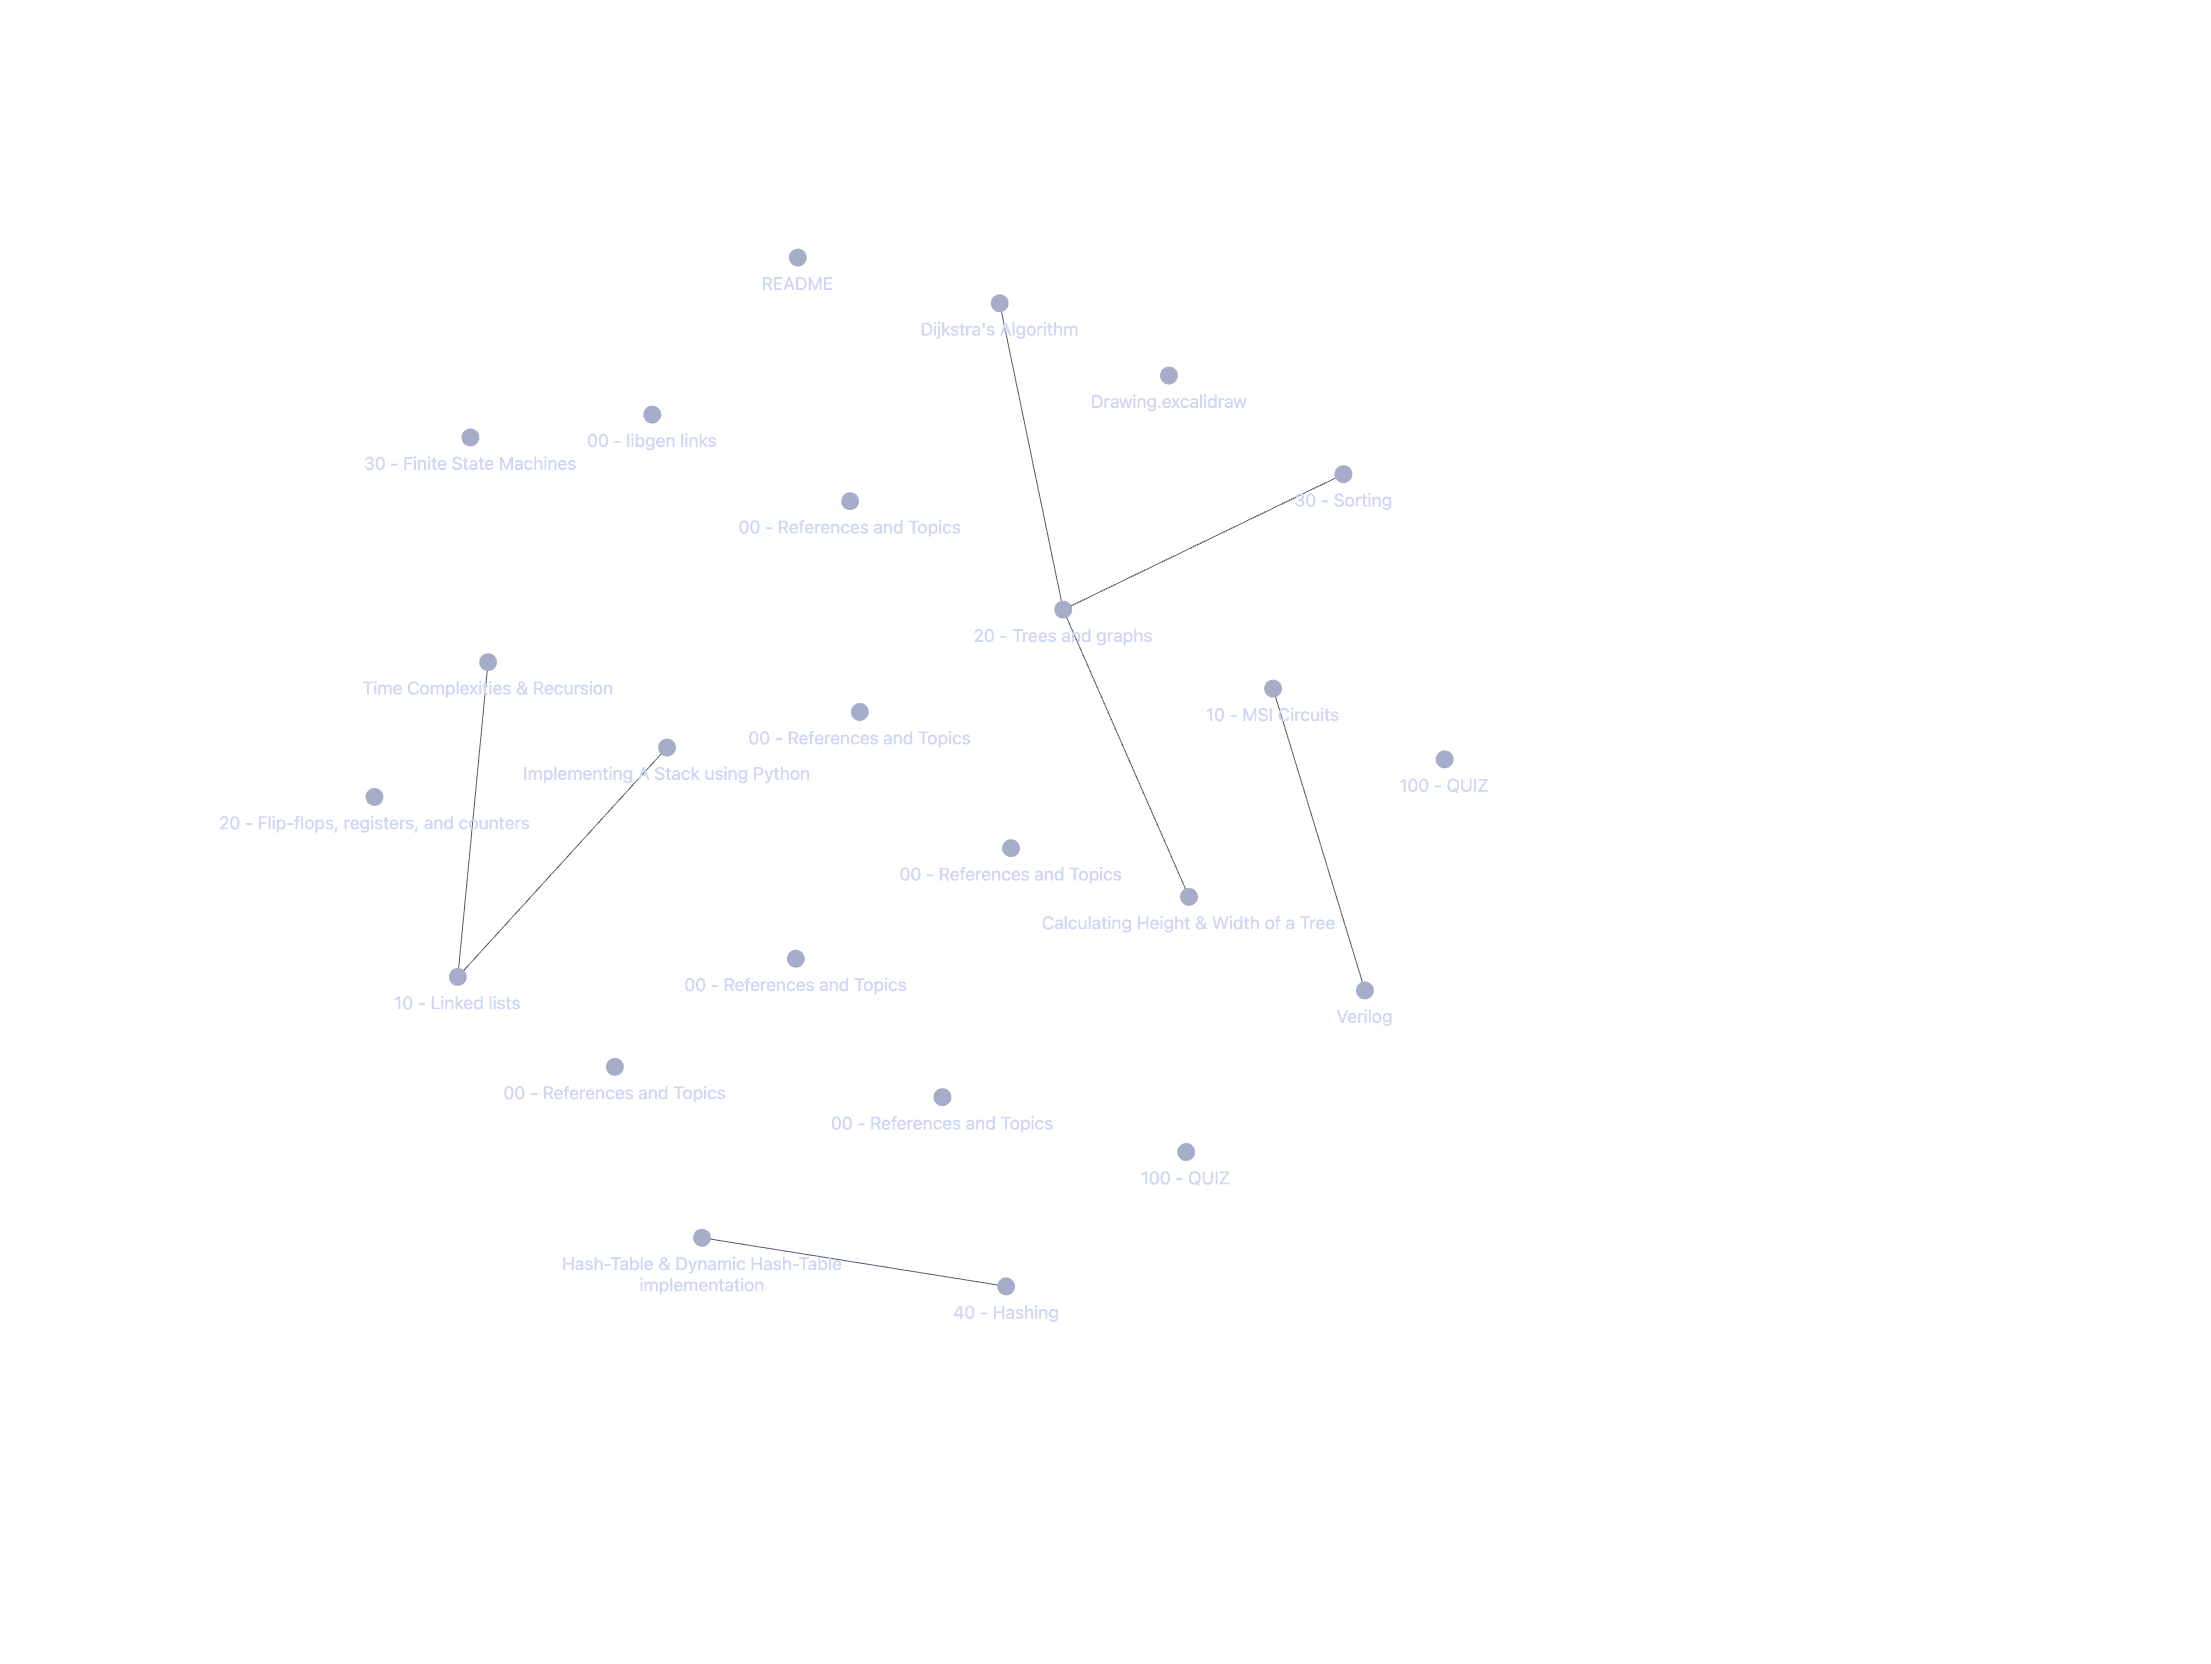 README
Dijkstra's Algorithm
Drawing.excalidraw
00 - libgen links
30 - Finite State Machines
30 - Sorting
00 - References and Topics
20 - Trees and graphs
Time Complexities & Recursion
10 - MSI Circuits
00 - References and Topics
Implementing A Stack using Python
100 - QUIZ
20 - Flip-flops, registers, and counters
00 - References and Topics
Calculating Height & Width of a Tree
00 - References and Topics
10 - Linked lists
Verilog
00 - References and Topics
00 - References and Topics
100 - QUIZ
Hash-Table & Dynamic Hash-Table
implementation
40 - Hashing